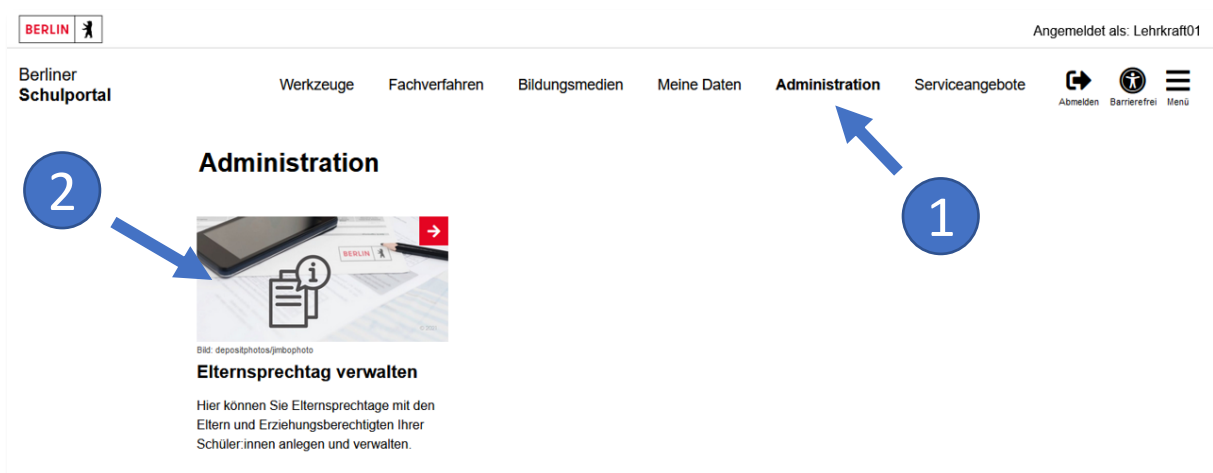 BERLIN
Angemeldet als: Lehrkraft01
Berliner
Schulportal
Werkzeuge Fachverfahren Bildungsmedien Meine Daten Administration Serviceangebote
Abmelden Barrierefrei Menü
Administration
2
1
BERLIN
Bild: depositphotos/jimbophoto
Elternsprechtag verwalten
Hier können Sie Elternsprechtage mit den
Eltern und Erziehungsberechtigten Ihrer
Schüler:innen anlegen und verwalten.